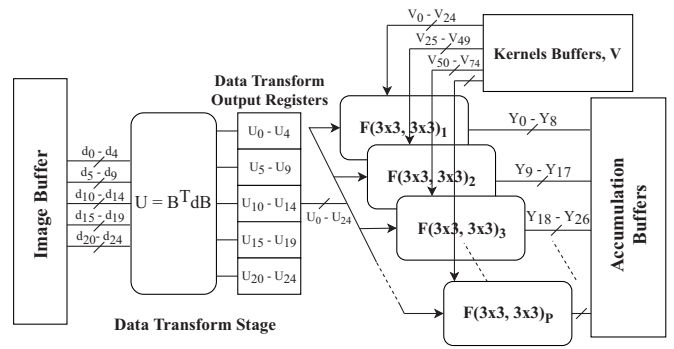 V0 - V24
V25 - V49
V50 - V74
Kernels Buffers, V
Data Transform
Output Registers
Image Buffer
d0 - d4
d5 - d9
d10 - d14
d15 - d19
d20 - d24
U = B^T dB
U0 - U4
U5 - U9
U10 - U14
U15 - U19
U20 - U24
U0 - U24
F(3x3, 3x3)1
F(3x3, 3x3)2
F(3x3, 3x3)3
F(3x3, 3x3)P
Y0 - Y8
Y9 - Y17
Y18 - Y26
Accumulation
Buffers
Data Transform Stage